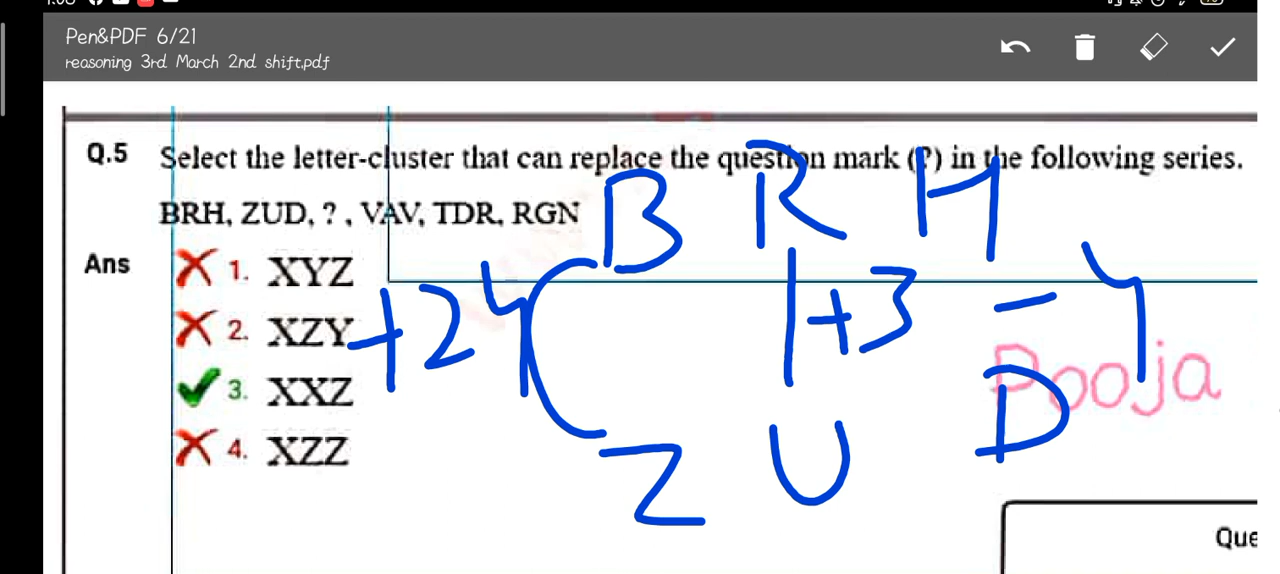 Pen&PDF 6/21
reasoning 3rd March 2nd shift.pdf
Q.5 Select the letter-cluster that can replace the question mark (?) in the following series.
BRH, ZUD, ? , VAV, TDR, RGN
B R H
Ans
1. XYZ
2. XZY
3. XXZ
4. XZZ
+24 +3 -4
Pooja
Z U D
Que